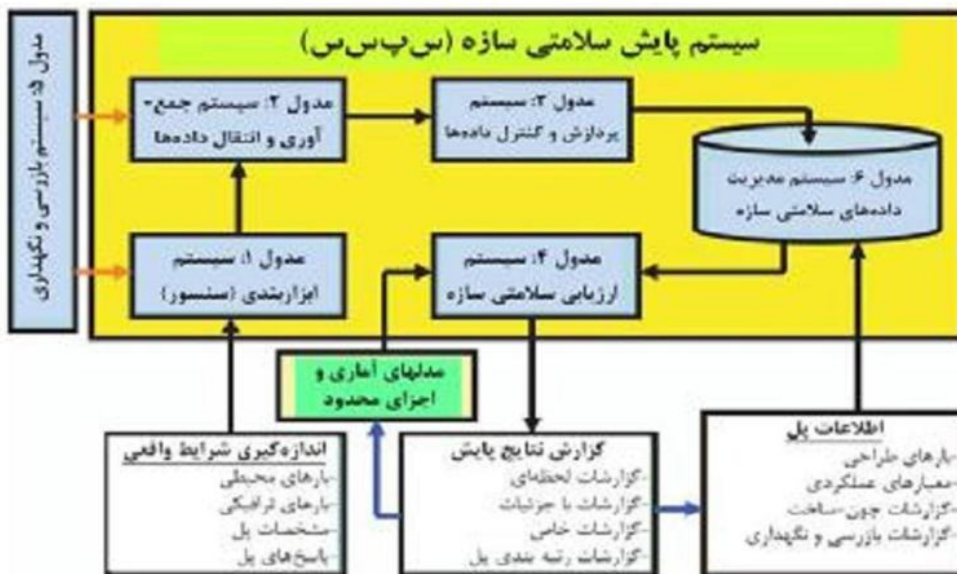 سیستم پایش سلامتی سازه (س‌پ‌س‌س)
مدول ۵: سیستم بازرسی و نگهداری
مدول ۲: سیستم جمع-
آوری و انتقال داده‌ها
مدول ۳: سیستم
پردازش و کنترل داده‌ها
مدول ۶: سیستم مدیریت
داده‌های سلامتی سازه
مدول ۱: سیستم
ابزاربندی (سنسور)
مدول ۴: سیستم
ارزیابی سلامتی سازه
مدلهای آماری و
اجزای محدود
اندازه‌گیری شرایط واقعی
-بارهای محیطی
-بارهای ترافیکی
-مشخصات پل
-پاسخ‌های پل
گزارش نتایج پایش
-گزارشات لحظه‌ای
-گزارشات با جزئیات
-گزارشات خاص
-گزارشات رتبه بندی پل
اطلاعات پل
-بارهای طراحی
-معیارهای عملکردی
-گزارشات چون-ساخت
-گزارشات بازرسی و نگهداری